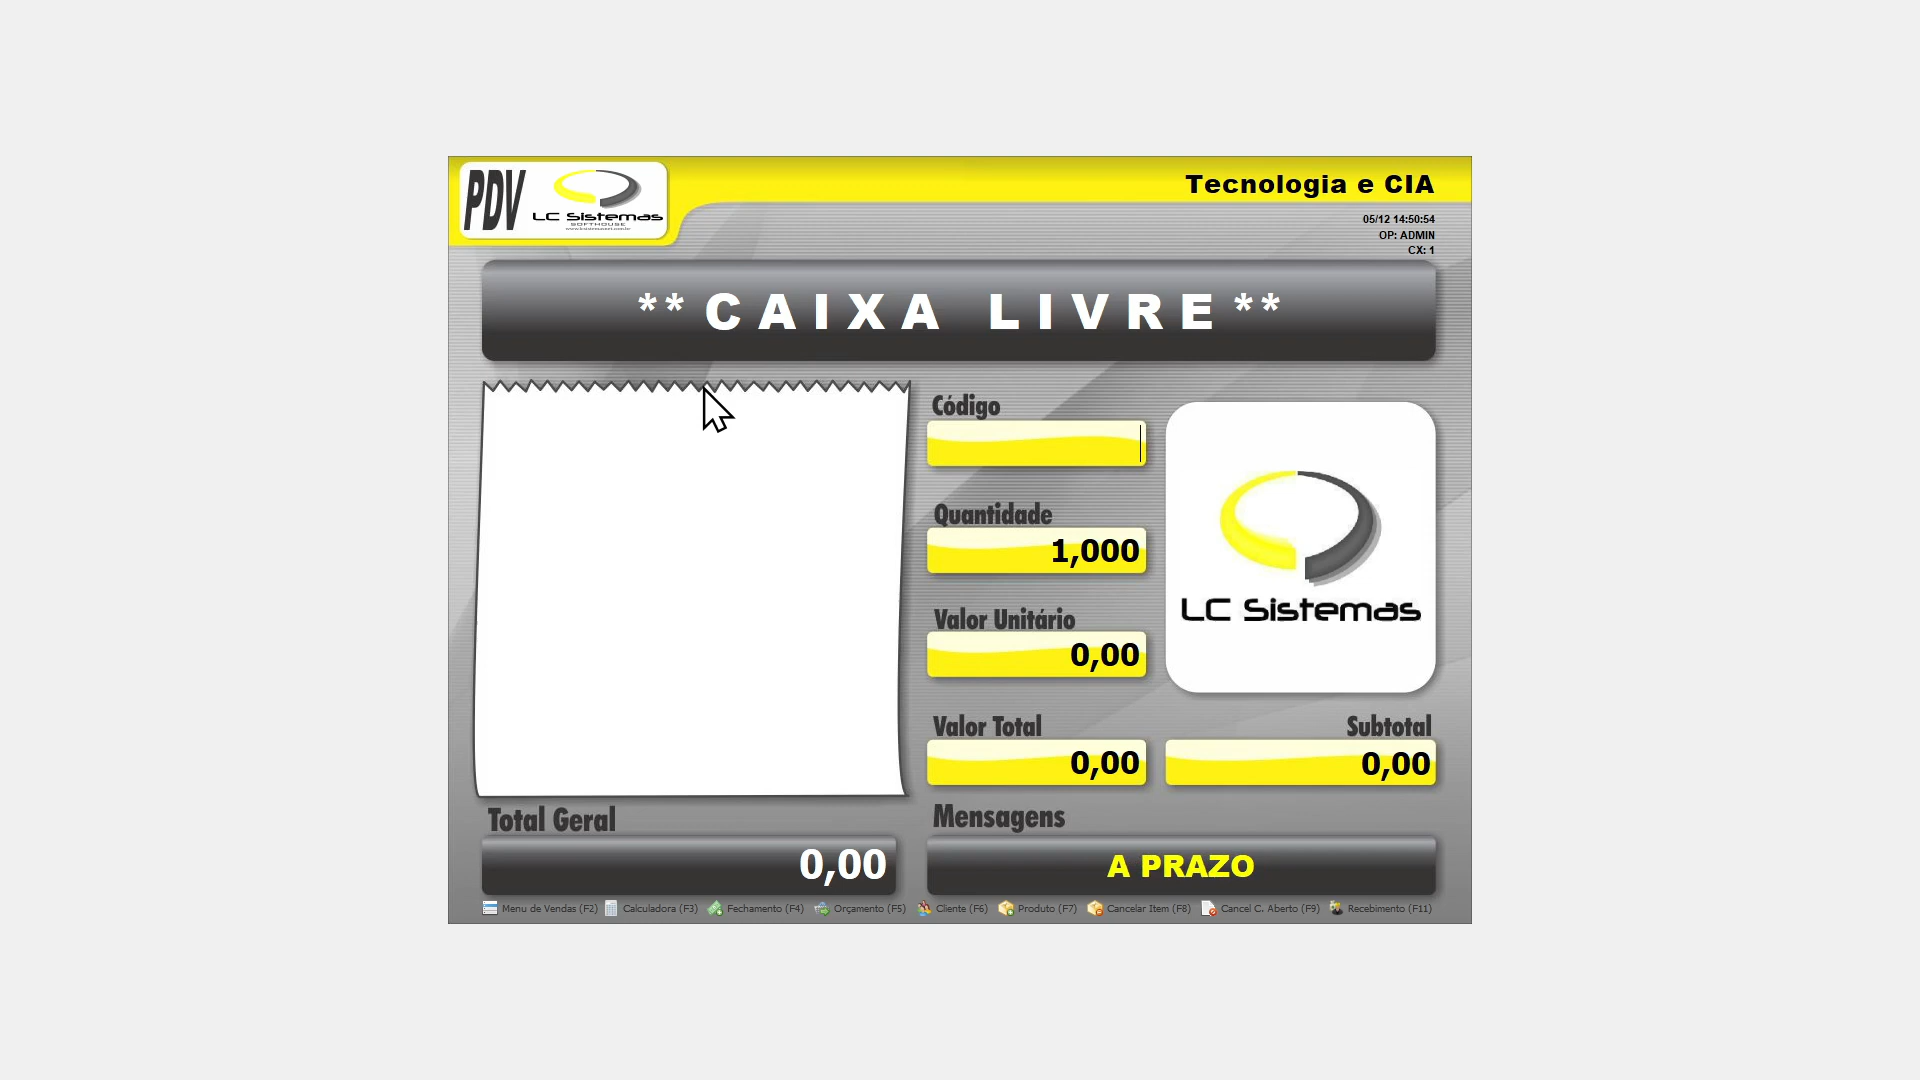 PDV
LC Sistemas
SOFTHOUSE
Tecnologia e CIA
05/12 14:50:54
OP: ADMIN
CX: 1
**CAIXA LIVRE**
Código
Quantidade
1,000
Valor Unitário
0,00
LC Sistemas
Valor Total
0,00
Subtotal
0,00
Total Geral
0,00
Mensagens
A PRAZO
Menu de Vendas (F2) Calculadora (F3) Fechamento (F4) Orçamento (F5) Cliente (F6) Produto (F7) Cancelar Item (F8) Cancel C. Aberto (F9) Recebimento (F11)